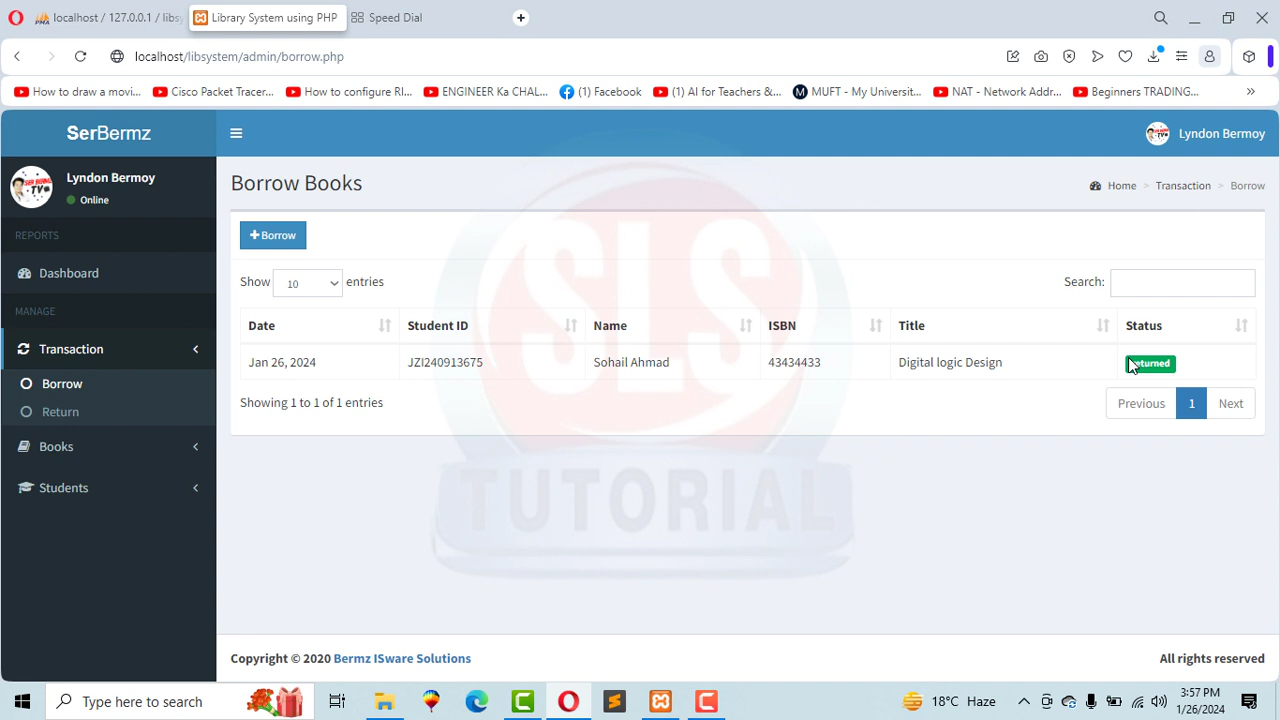 localhost / 127.0.0.1 / libs
Library System using PHP
Speed Dial
localhost/libsystem/admin/borrow.php
How to draw a movi...
Cisco Packet Tracer...
How to configure RI...
ENGINEER Ka CHAL...
(1) Facebook
(1) AI for Teachers &...
MUFT - My Universit...
NAT - Network Addr...
Beginners TRADING...
SerBermz
Lyndon Bermoy
Lyndon Bermoy
Online
Borrow Books
Home > Transaction > Borrow
REPORTS
Dashboard
MANAGE
Transaction
Borrow
Return
Books
Students
+Borrow
Show 10 entries
Search:
Date Student ID Name ISBN Title Status
Jan 26, 2024 JZI240913675 Sohail Ahmad 43434433 Digital logic Design
Showing 1 to 1 of 1 entries
Previous 1 Next
SLS
TUTORIAL
Copyright © 2020 Bermz ISware Solutions
All rights reserved
Type here to search
18°C Haze
3:57 PM
1/26/2024